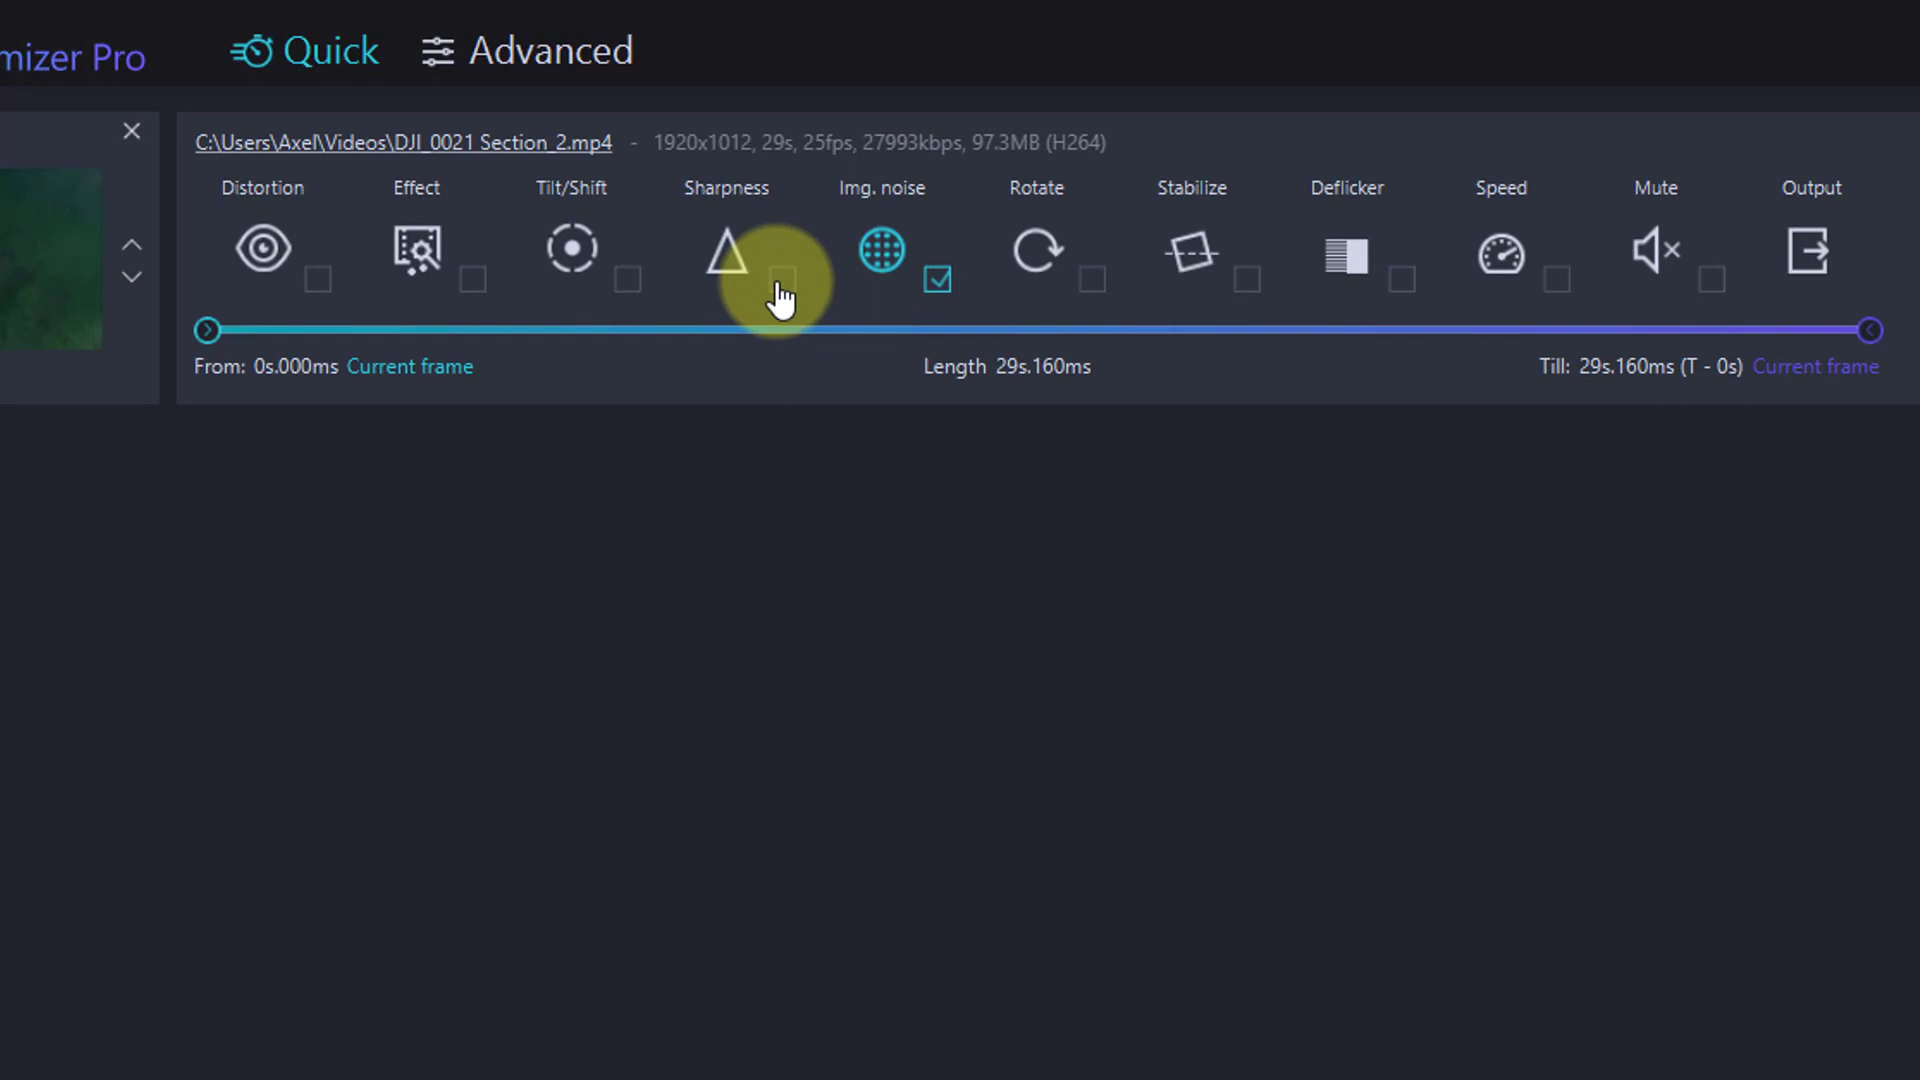 mizer Pro
Quick
Advanced
C:\Users\Axel\Videos\DJI_0021 Section_2.mp4 - 1920x1012, 29s, 25fps, 27993kbps, 97.3MB (H264)
Distortion
Effect
Tilt/Shift
Sharpness
Img. noise
Rotate
Stabilize
Deflicker
Speed
Mute
Output
From: 0s.000ms Current frame
Length 29s.160ms
Till: 29s.160ms (T - 0s) Current frame